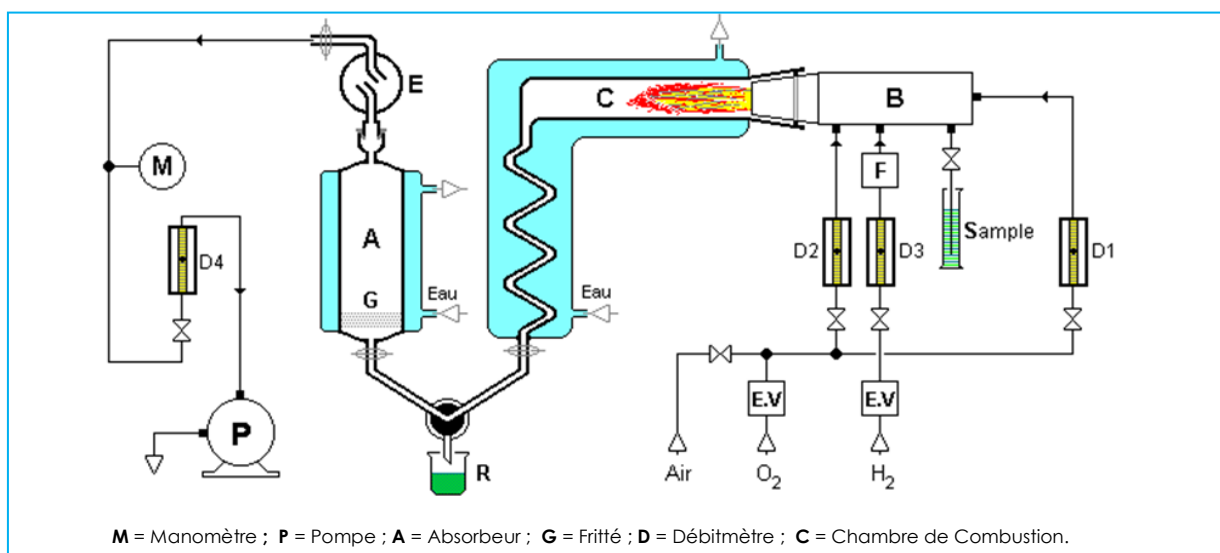 E
C
B
M
F
A
D4
D2
D3
Sample
D1
G
Eau
Eau
E.V
E.V
P
R
Air
O₂
H₂
M = Manomètre ; P = Pompe ; A = Absorbeur ; G = Fritté ; D = Débitmètre ; C = Chambre de Combustion.